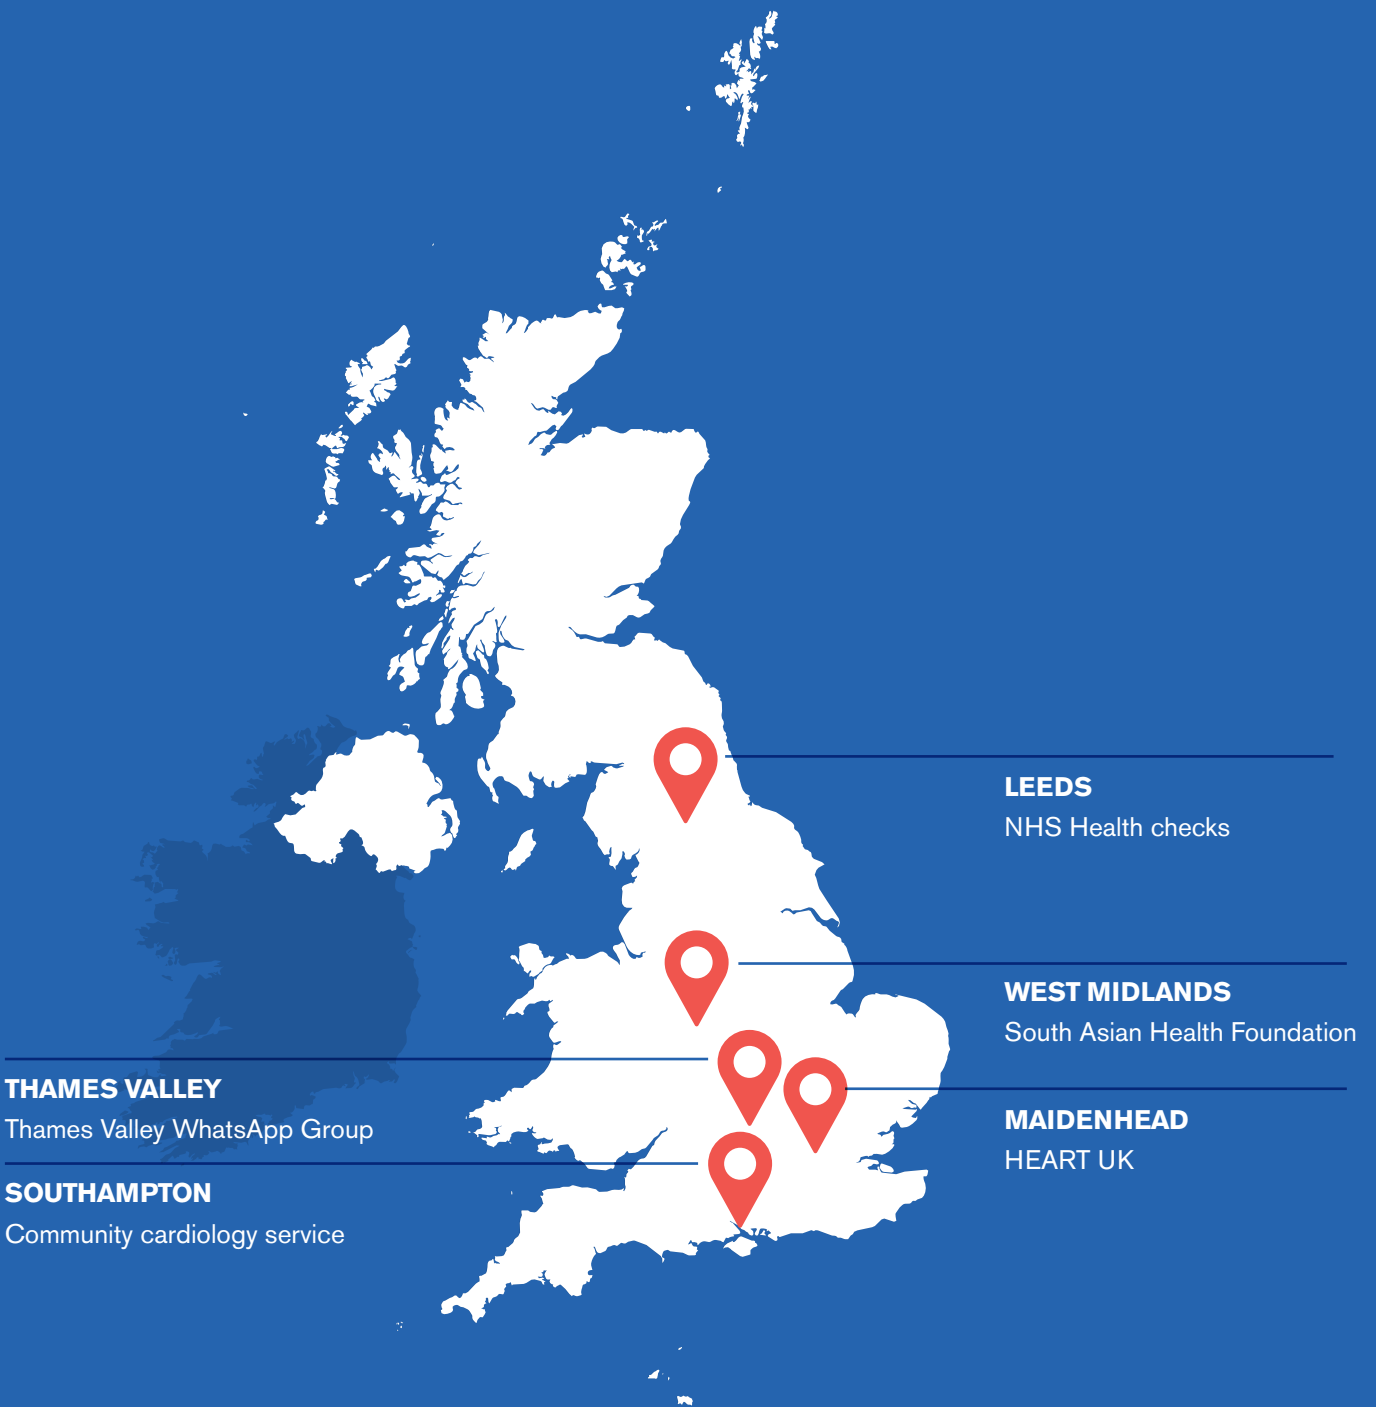 LEEDS
NHS Health checks
WEST MIDLANDS
South Asian Health Foundation
THAMES VALLEY
Thames Valley WhatsApp Group
MAIDENHEAD
HEART UK
SOUTHAMPTON
Community cardiology service